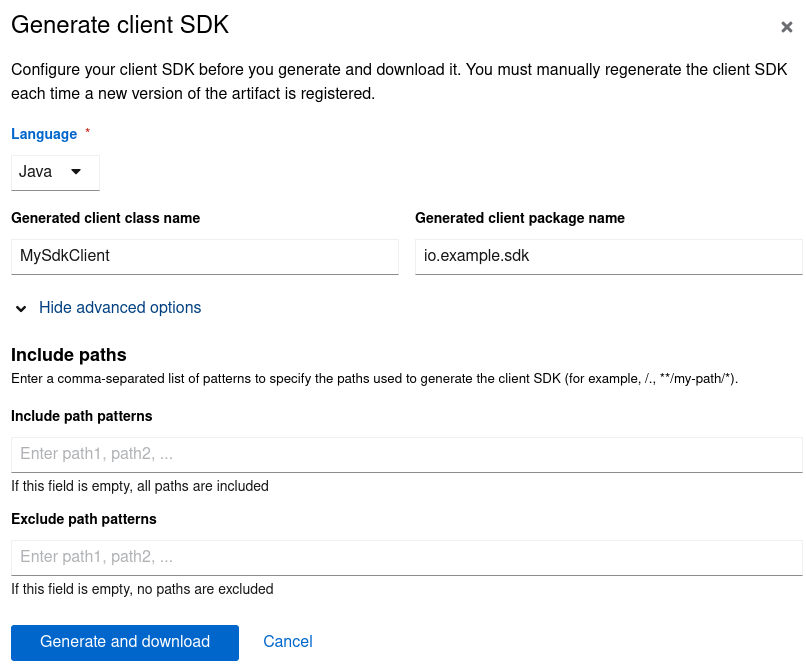 Generate client SDK
Configure your client SDK before you generate and download it. You must manually regenerate the client SDK
each time a new version of the artifact is registered.
Language *
Java
Generated client class name
Generated client package name
MySdkClient
io.example.sdk
Hide advanced options
Include paths
Enter a comma-separated list of patterns to specify the paths used to generate the client SDK (for example, /., **/my-path/*).
Include path patterns
Enter path1, path2, ...
If this field is empty, all paths are included
Exclude path patterns
Enter path1, path2, ...
If this field is empty, no paths are excluded
Generate and download
Cancel